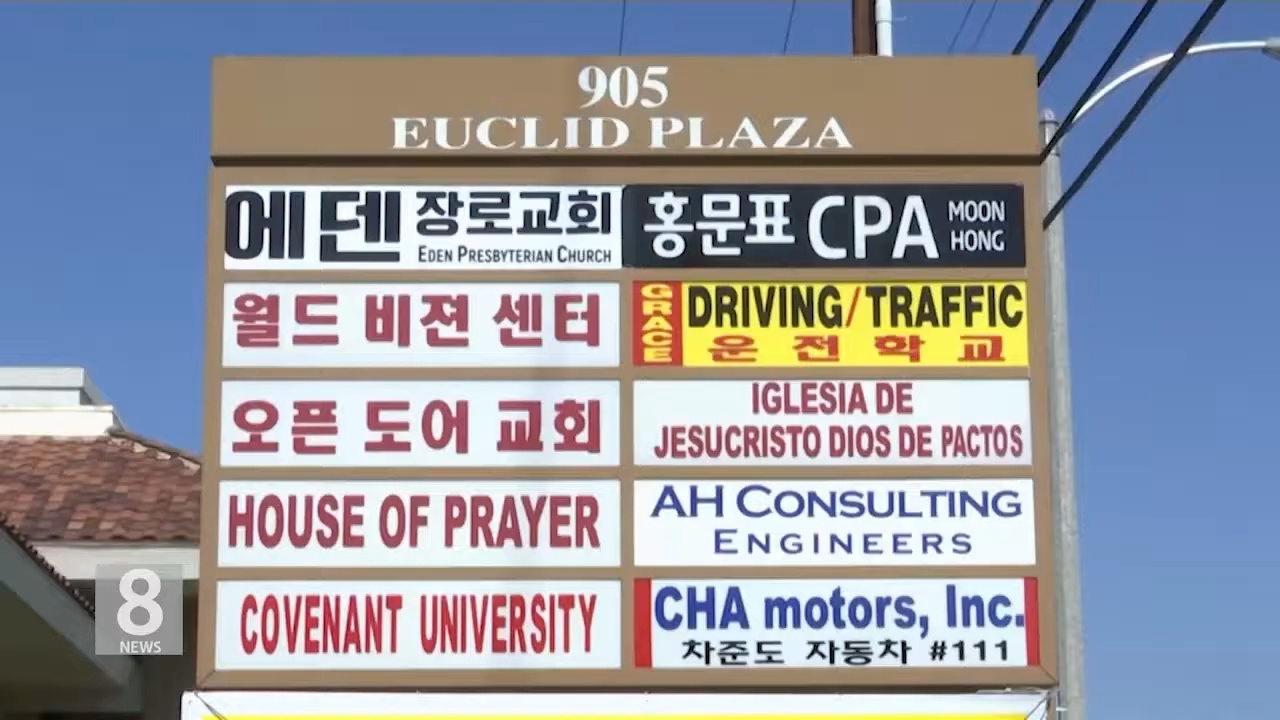 905
EUCLID PLAZA
에덴 장로교회
EDEN PRESBYTERIAN CHURCH
홍문표 CPA MOON HONG
월드 비젼 센터
GRACE DRIVING/TRAFFIC
운전학교
오픈 도어 교회
IGLESIA DE
JESUCRISTO DIOS DE PACTOS
HOUSE OF PRAYER
AH CONSULTING
ENGINEERS
COVENANT UNIVERSITY
CHA motors, Inc.
차준도 자동차 #111
8
NEWS